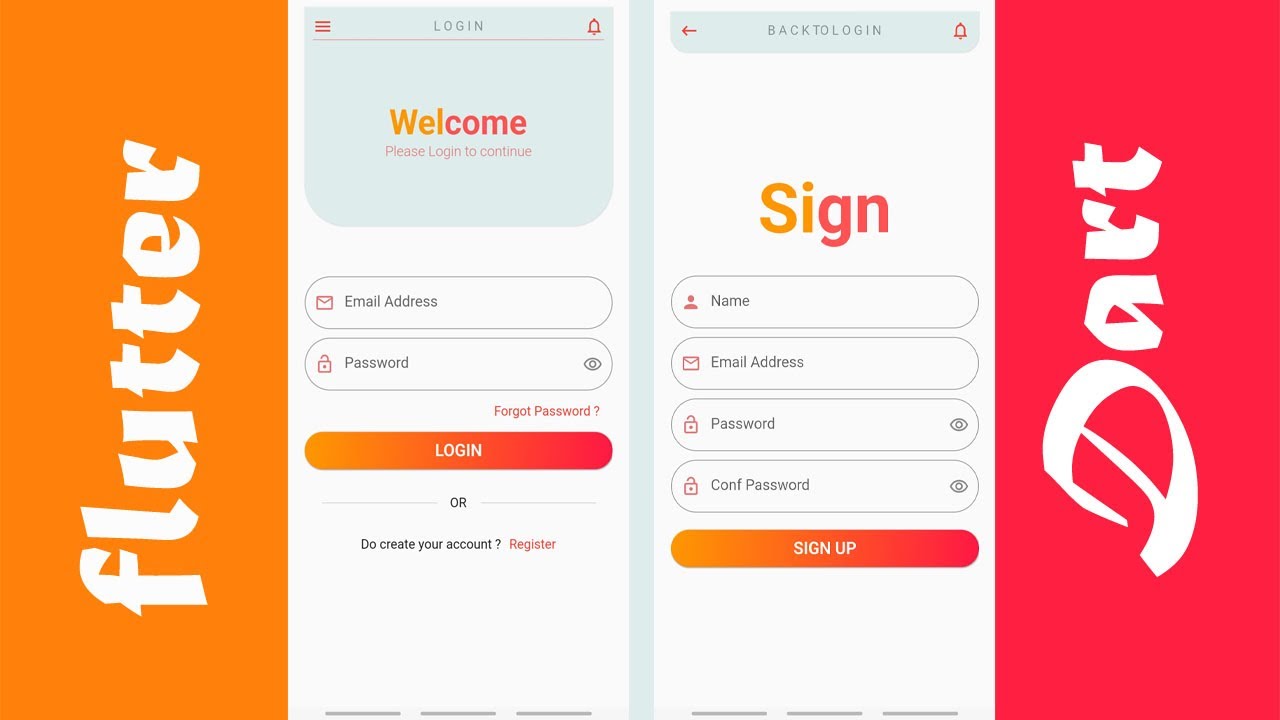 flutter
LOGIN
Welcome
Please Login to continue
Email Address
Password
Forgot Password ?
LOGIN
OR
Do create your account ? Register
BACKTOLOGIN
Sign
Name
Email Address
Password
Conf Password
SIGN UP
Dart